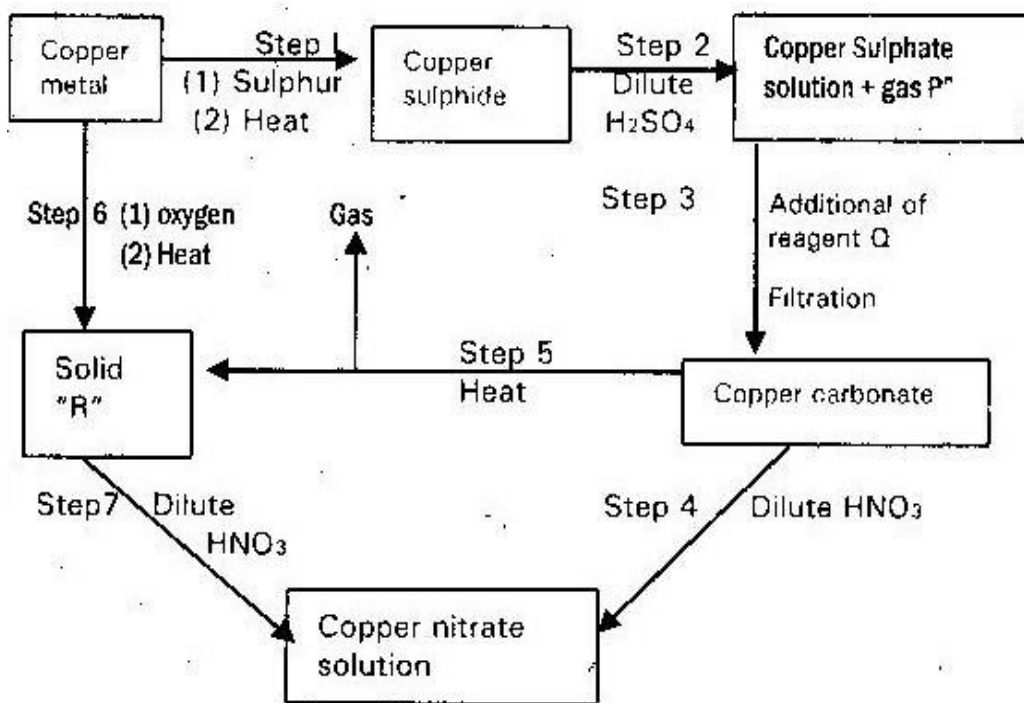 Copper
metal
Step I
(1) Sulphur
(2) Heat
Copper
sulphide
Step 2
Dilute
H₂SO₄
Copper Sulphate
solution + gas P"
Step 3
Additional of
reagent Q
Filtration
Step 6 (1) oxygen
(2) Heat
Gas
Solid
"R"
Step 5
Heat
Copper carbonate
Step7 Dilute
HNO₃
Step 4 Dilute HNO₃
Copper nitrate
solution